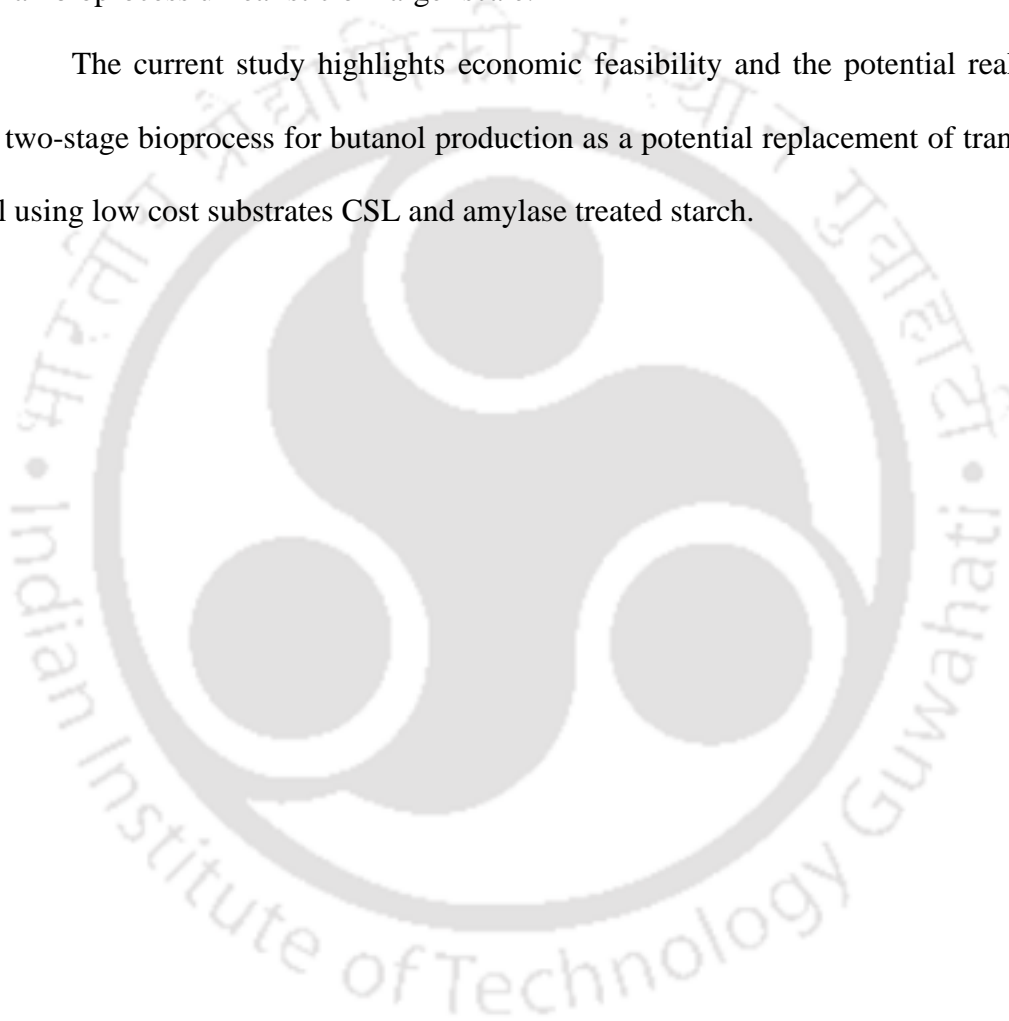 The current study highlights economic feasibility and the potential real
two-stage bioprocess for butanol production as a potential replacement of tran
l using low cost substrates CSL and amylase treated starch.
भारतीय प्रौद्योगिकी संस्थान गुवाहाटी
Indian Institute of Technology Guwahati